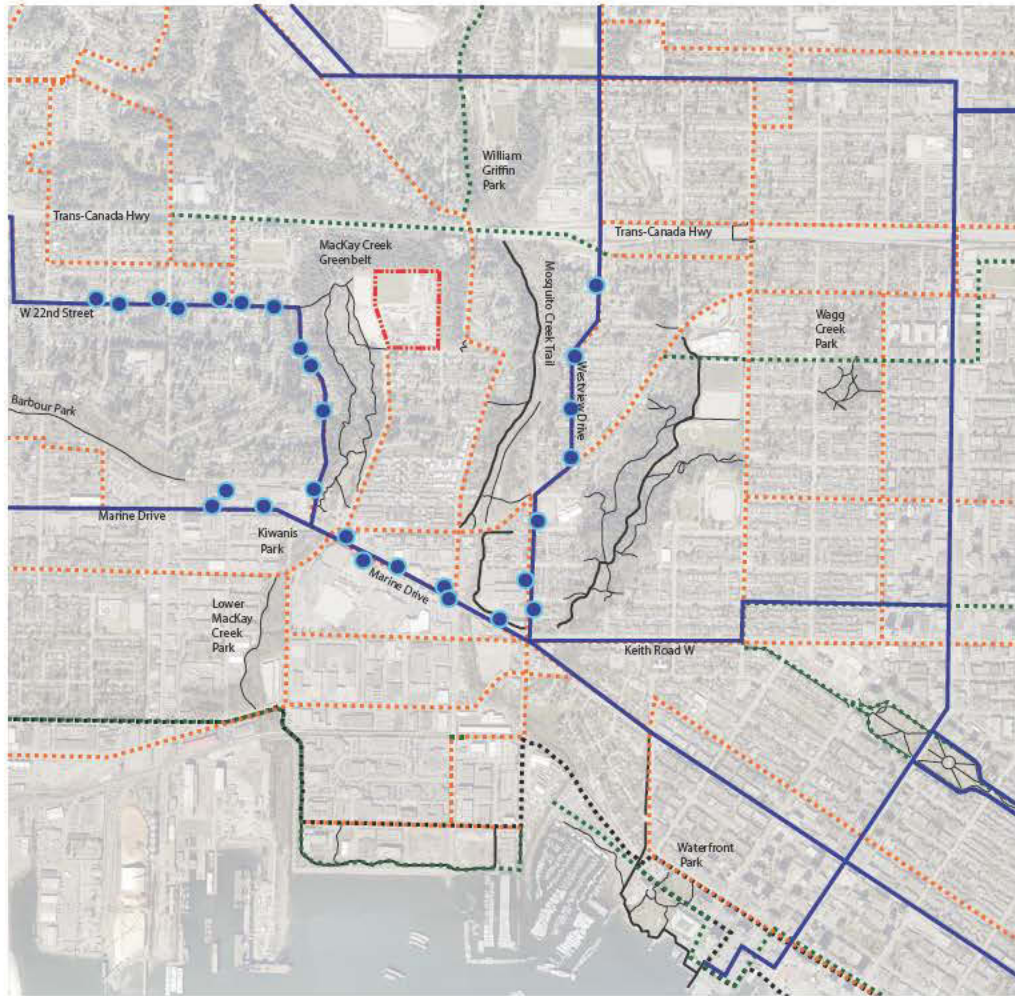 William
Griffin
Park
Trans-Canada Hwy
Trans-Canada Hwy
MacKay Creek
Greenbelt
Mosquito Creek Trail
W 22nd Street
Wagg
Creek
Park
Westview Drive
Barbour Park
Marine Drive
Kiwanis
Park
Marine Drive
Lower
MacKay
Creek
Park
Keith Road W
Waterfront
Park